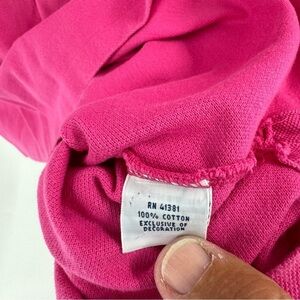 RN 41381
100% COTTON
EXCLUSIVE OF
DECORATION